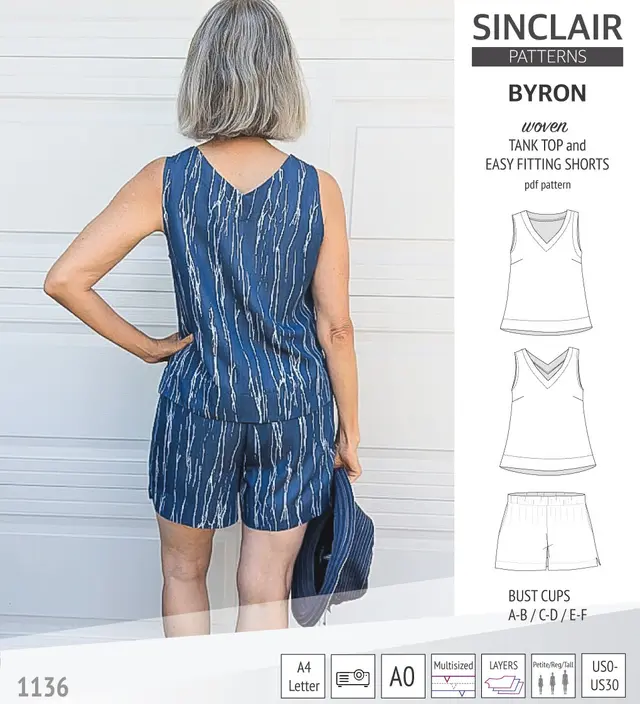 SINCLAIR
PATTERNS
BYRON
woven
TANK TOP and
EASY FITTING SHORTS
pdf pattern
BUST CUPS
A-B / C-D / E-F
1136
A4
Letter
A0
Multisized
LAYERS
Petite/Reg/Tall
US0-
US30